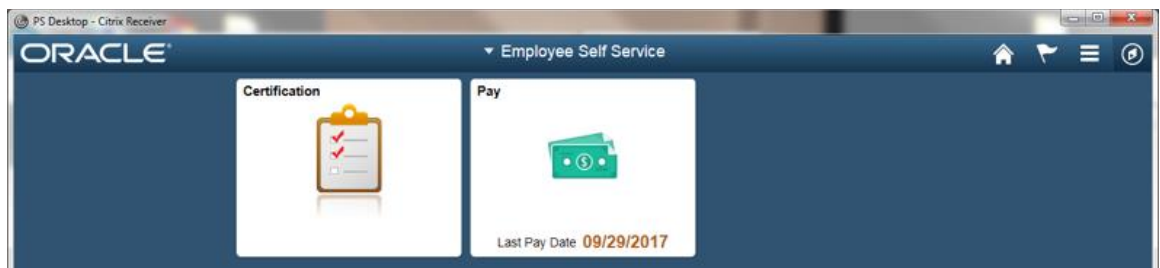 PS Desktop - Citrix Receiver
ORACLE®
Employee Self Service
Certification
Pay
$
Last Pay Date 09/29/2017